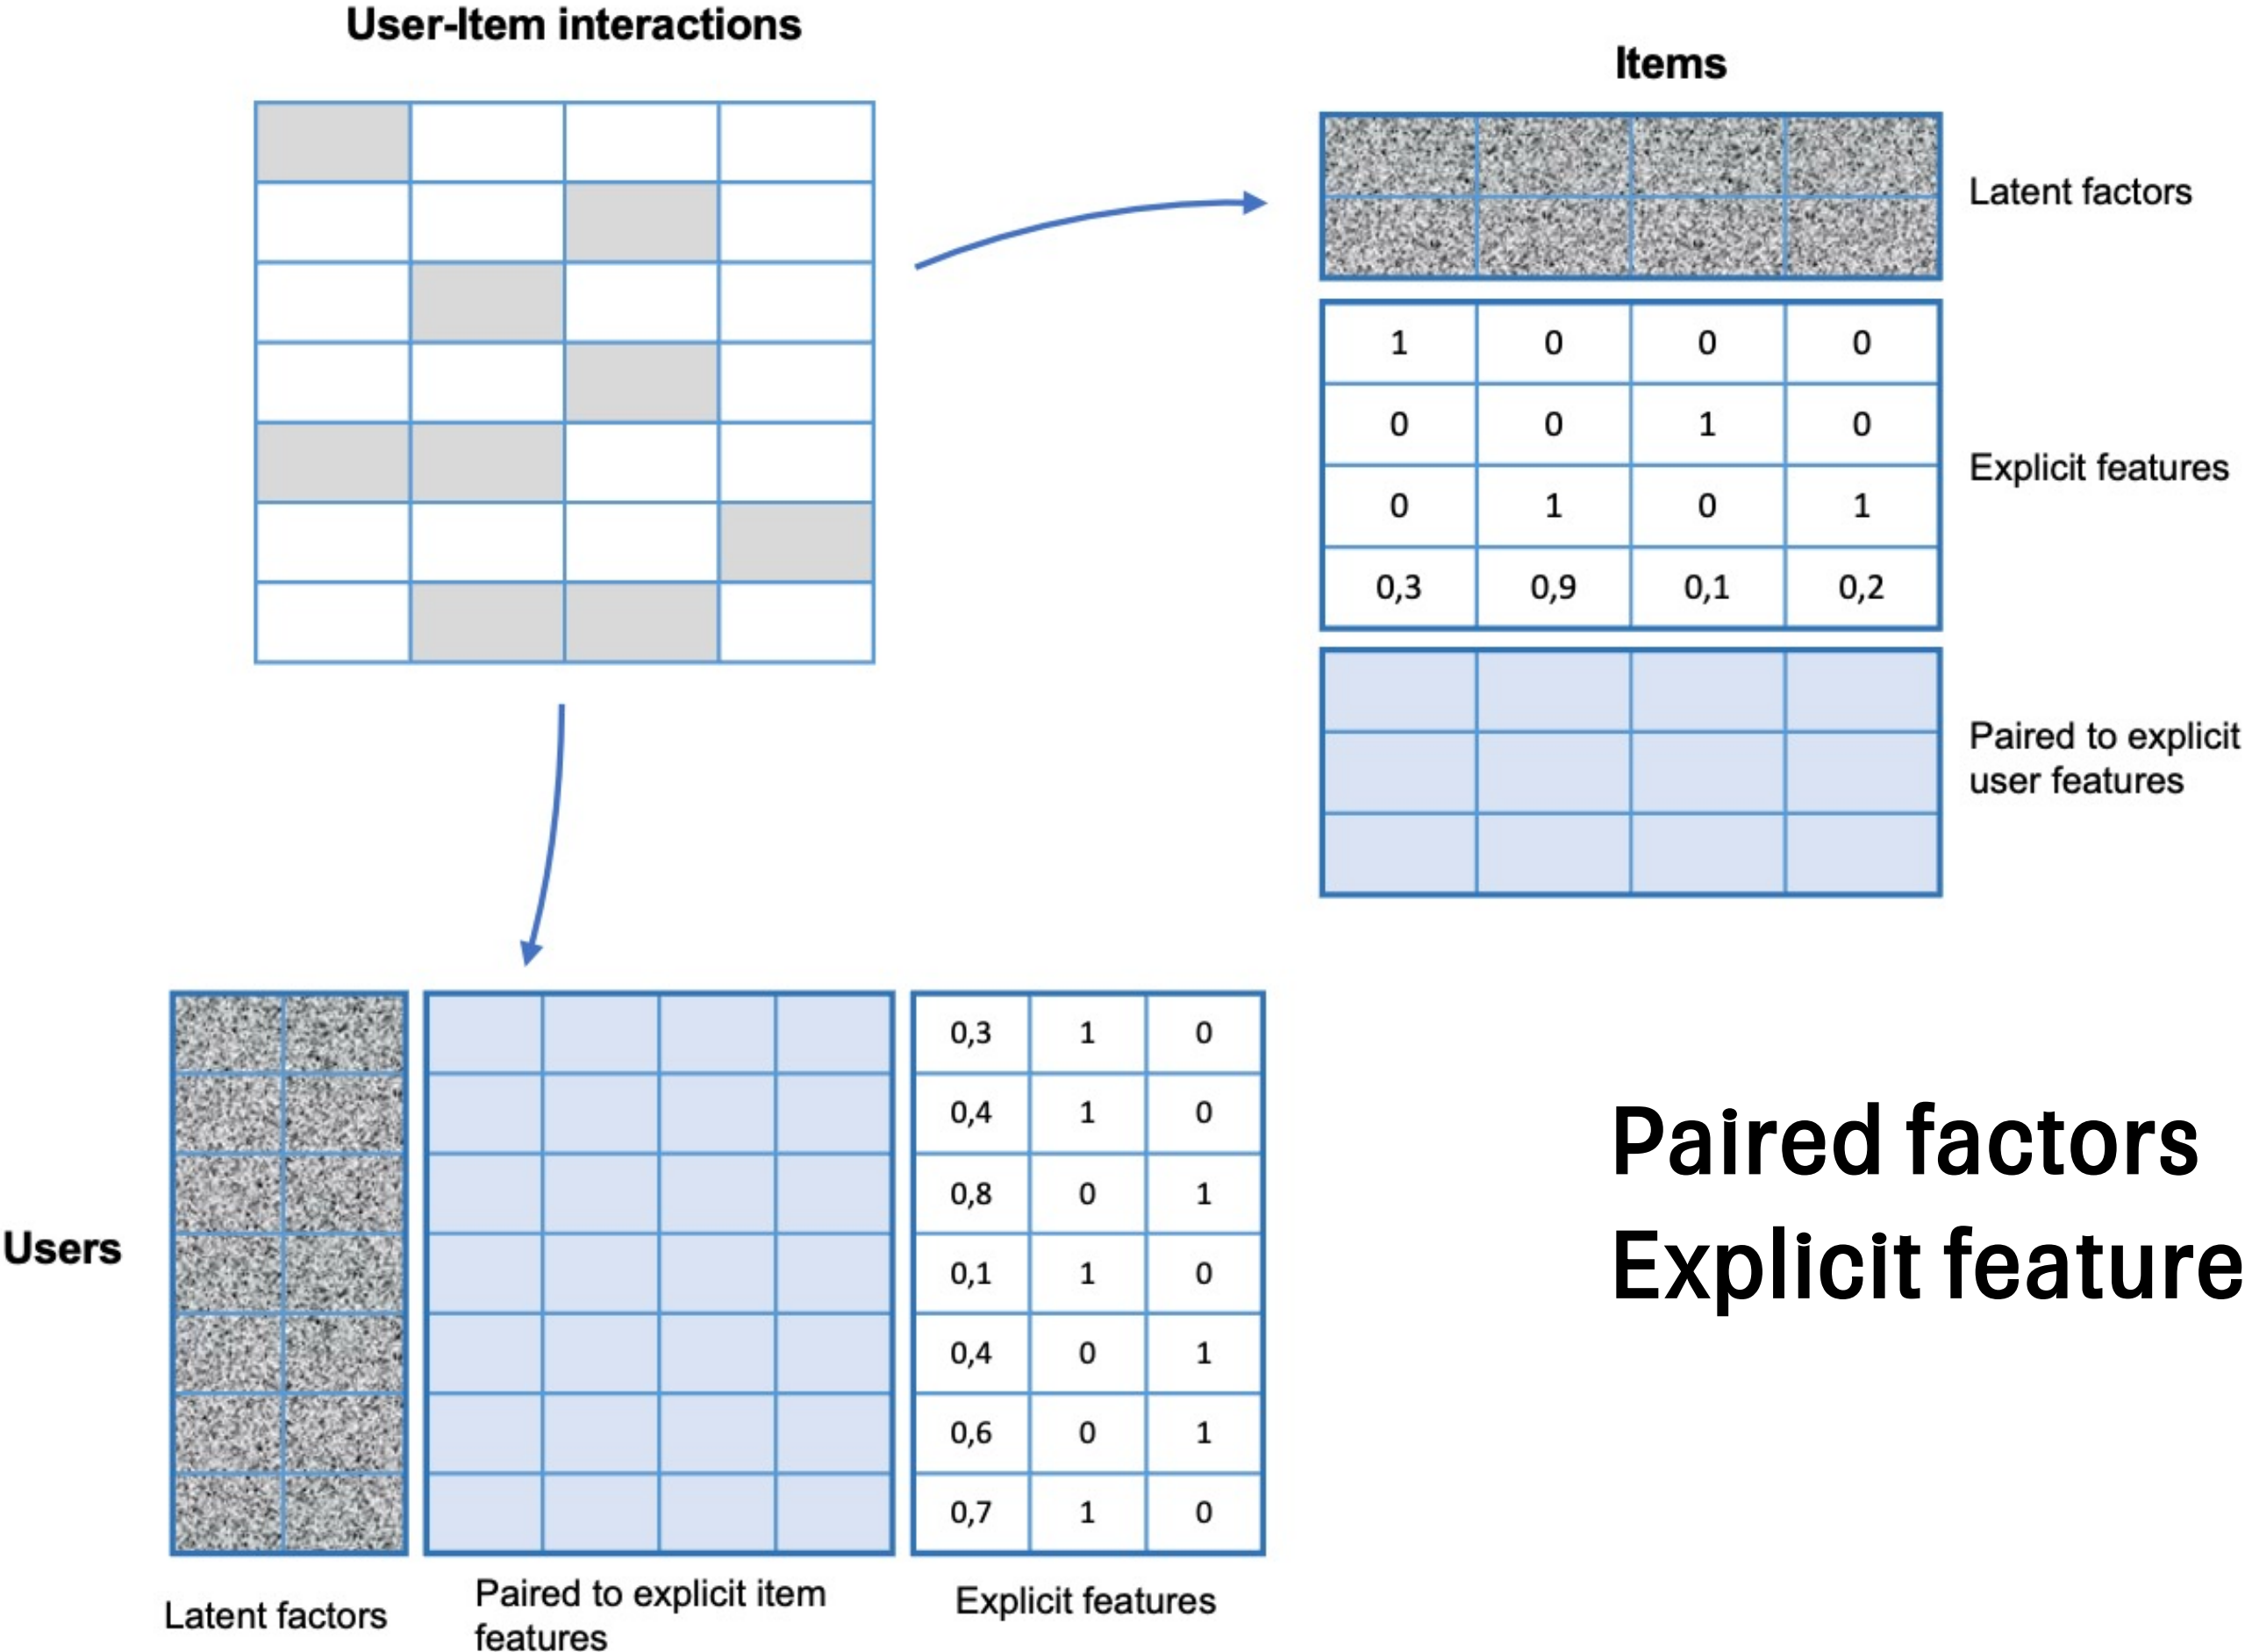 User-Item interactions
Items
Latent factors
1 0 0 0
0 0 1 0
0 1 0 1
0,3 0,9 0,1 0,2
Explicit features
Paired to explicit
user features
Users
0,3 1 0
0,4 1 0
0,8 0 1
0,1 1 0
0,4 0 1
0,6 0 1
0,7 1 0
Latent factors
Paired to explicit item
features
Explicit features
Paired factors
Explicit feature